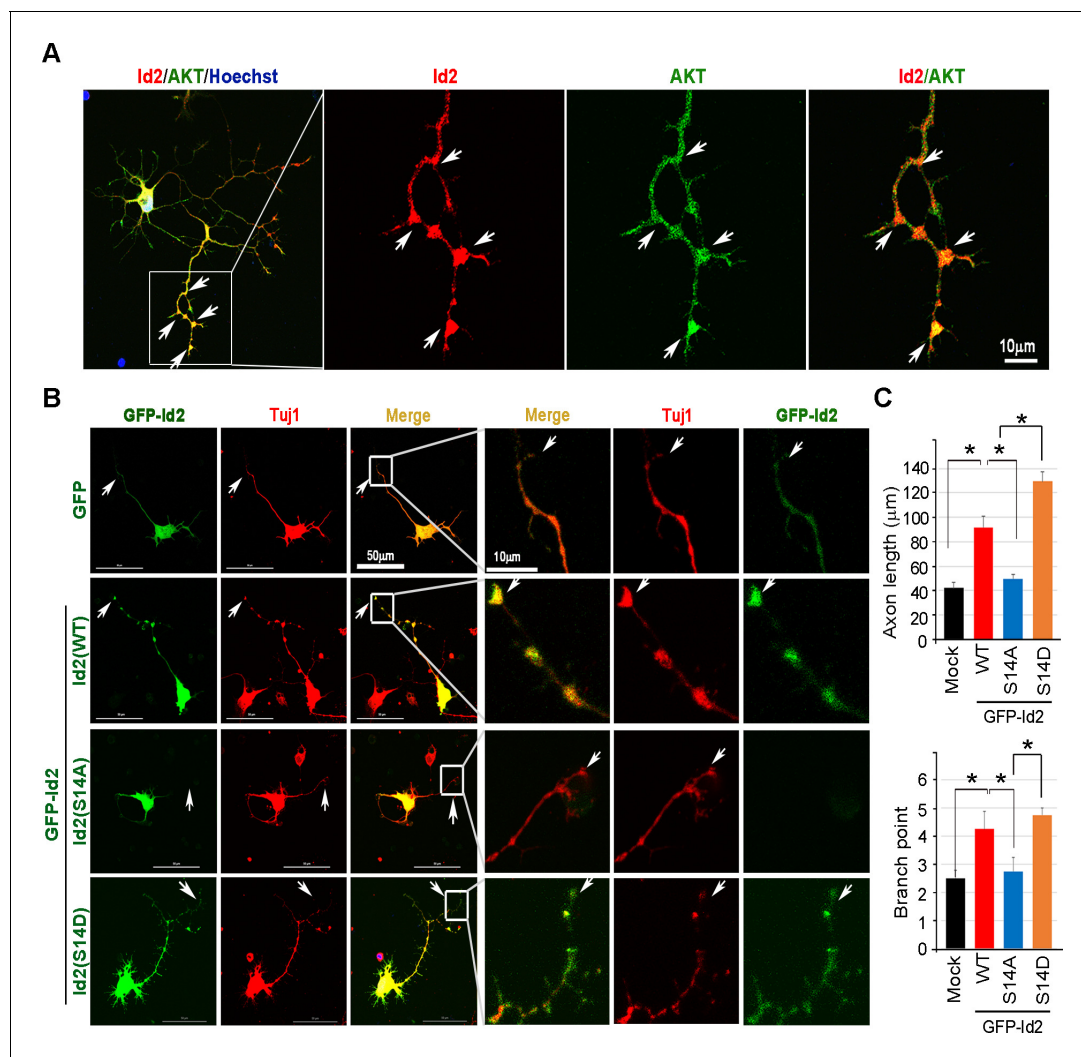 A
Id2/AKT/Hoechst
Id2
AKT
Id2/AKT
10μm
B
GFP-Id2
Tuj1
Merge
Merge
Tuj1
GFP-Id2
GFP
50μm
10μm
GFP-Id2
Id2(WT)
Id2(S14A)
Id2(S14D)
C
*
*
*
Axon length (μm)
140
120
100
80
60
40
20
0
Mock
WT
S14A
S14D
GFP-Id2
*
*
*
Branch point
6
5
4
3
2
1
0
Mock
WT
S14A
S14D
GFP-Id2